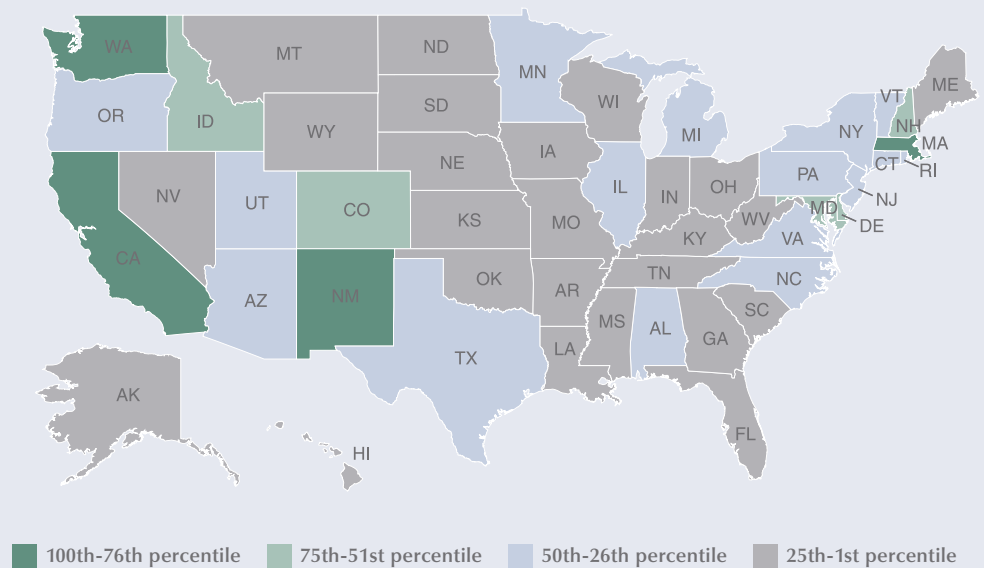 WA
MT
ND
MN
VT
ME
OR
ID
SD
WI
NH
NY
MA
MI
WY
CT
RI
IA
NE
PA
IL
OH
IN
NJ
NV
UT
CO
MD
DE
WV
KS
MO
VA
KY
CA
NC
TN
NM
OK
AZ
AR
SC
MS
AL
GA
LA
TX
AK
FL
HI
100th-76th percentile
75th-51st percentile
50th-26th percentile
25th-1st percentile